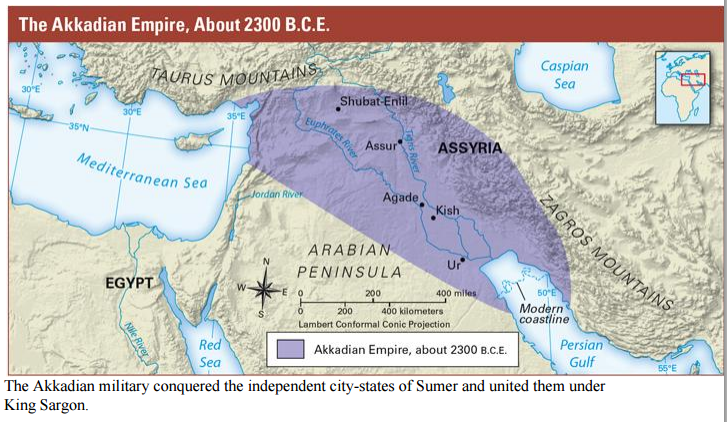 The Akkadian Empire, About 2300 B.C.E.
TAURUS MOUNTAINS
Caspian
Sea
30°E
30°E
35°E
35°N
Shubat-Enlil
Euphrates River
Tigris River
Assur
ASSYRIA
Mediterranean Sea
Jordan River
Agade
Kish
ZAGROS MOUNTAINS
ARABIAN
PENINSULA
Ur
EGYPT
N
W
E
S
0 200 400 miles
0 200 400 kilometers
Lambert Conformal Conic Projection
50°E
Modern
coastline
Nile River
Red
Sea
Persian
Gulf
55°E
Akkadian Empire, about 2300 B.C.E.
The Akkadian military conquered the independent city-states of Sumer and united them under
King Sargon.